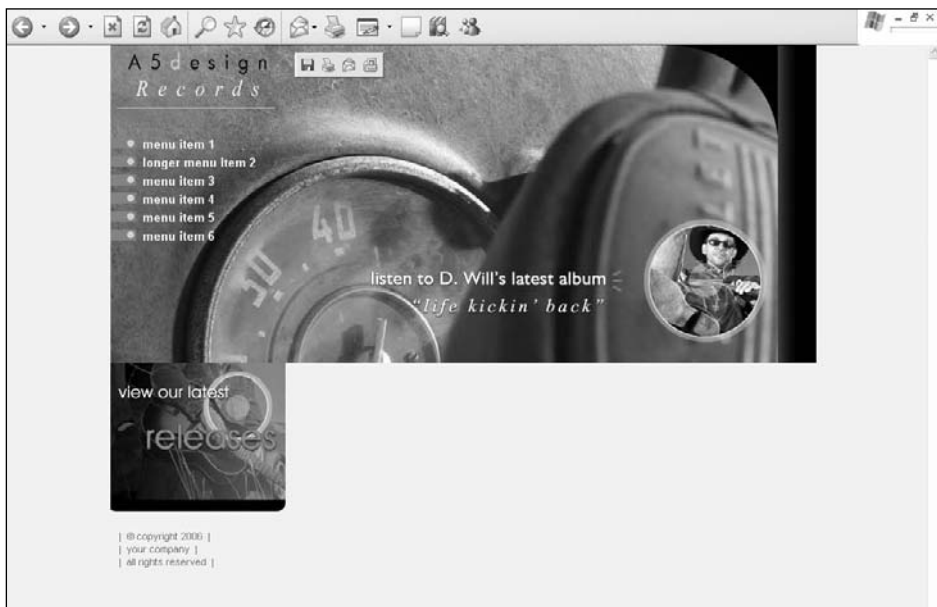 A5design
Records
menu item 1
longer menu item 2
menu item 3
menu item 4
menu item 5
menu item 6
30 40
listen to D. Will's latest album
“life kickin’ back”
view our latest
releases
| © copyright 2006 |
| your company |
| all rights reserved |